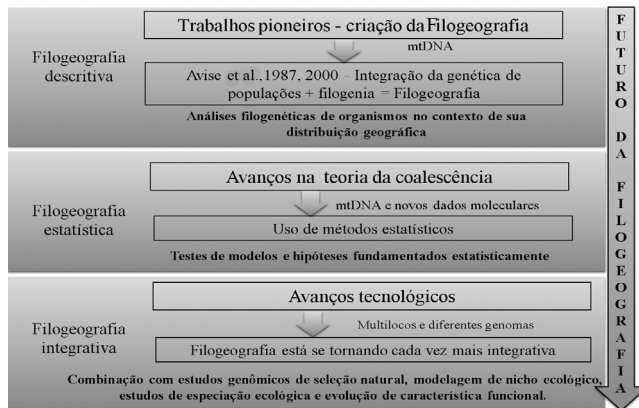 Filogeografia
descritiva
Trabalhos pioneiros - criação da Filogeografia
mtDNA
Avise et al.,1987, 2000 - Integração da genética de
populações + filogenia = Filogeografia
Análises filogenéticas de organismos no contexto de sua
distribuição geográfica
Filogeografia
estatística
Avanços na teoria da coalescência
mtDNA e novos dados moleculares
Uso de métodos estatísticos
Testes de modelos e hipóteses fundamentados estatisticamente
Filogeografia
integrativa
Avanços tecnológicos
Multilocos e diferentes genomas
Filogeografia está se tornando cada vez mais integrativa
Combinação com estudos genômicos de seleção natural, modelagem de nicho ecológico,
estudos de especiação ecológica e evolução de característica funcional.
FUTURO DA FILOGEOGRAFIA